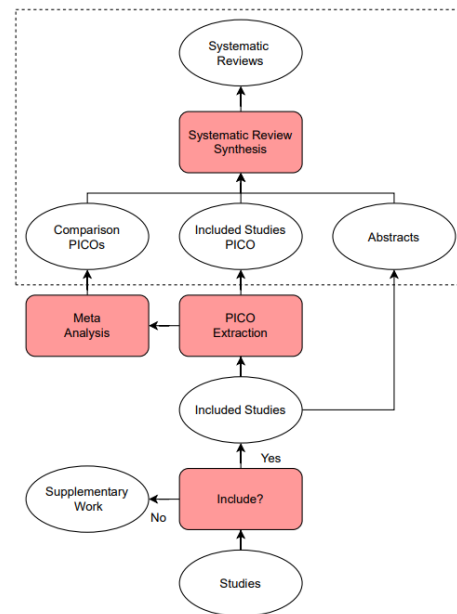 Systematic
Reviews
Systematic Review
Synthesis
Comparison
PICOs
Included Studies
PICO
Abstracts
Meta
Analysis
PICO
Extraction
Included Studies
Yes
Supplementary
Work
No
Include?
Studies